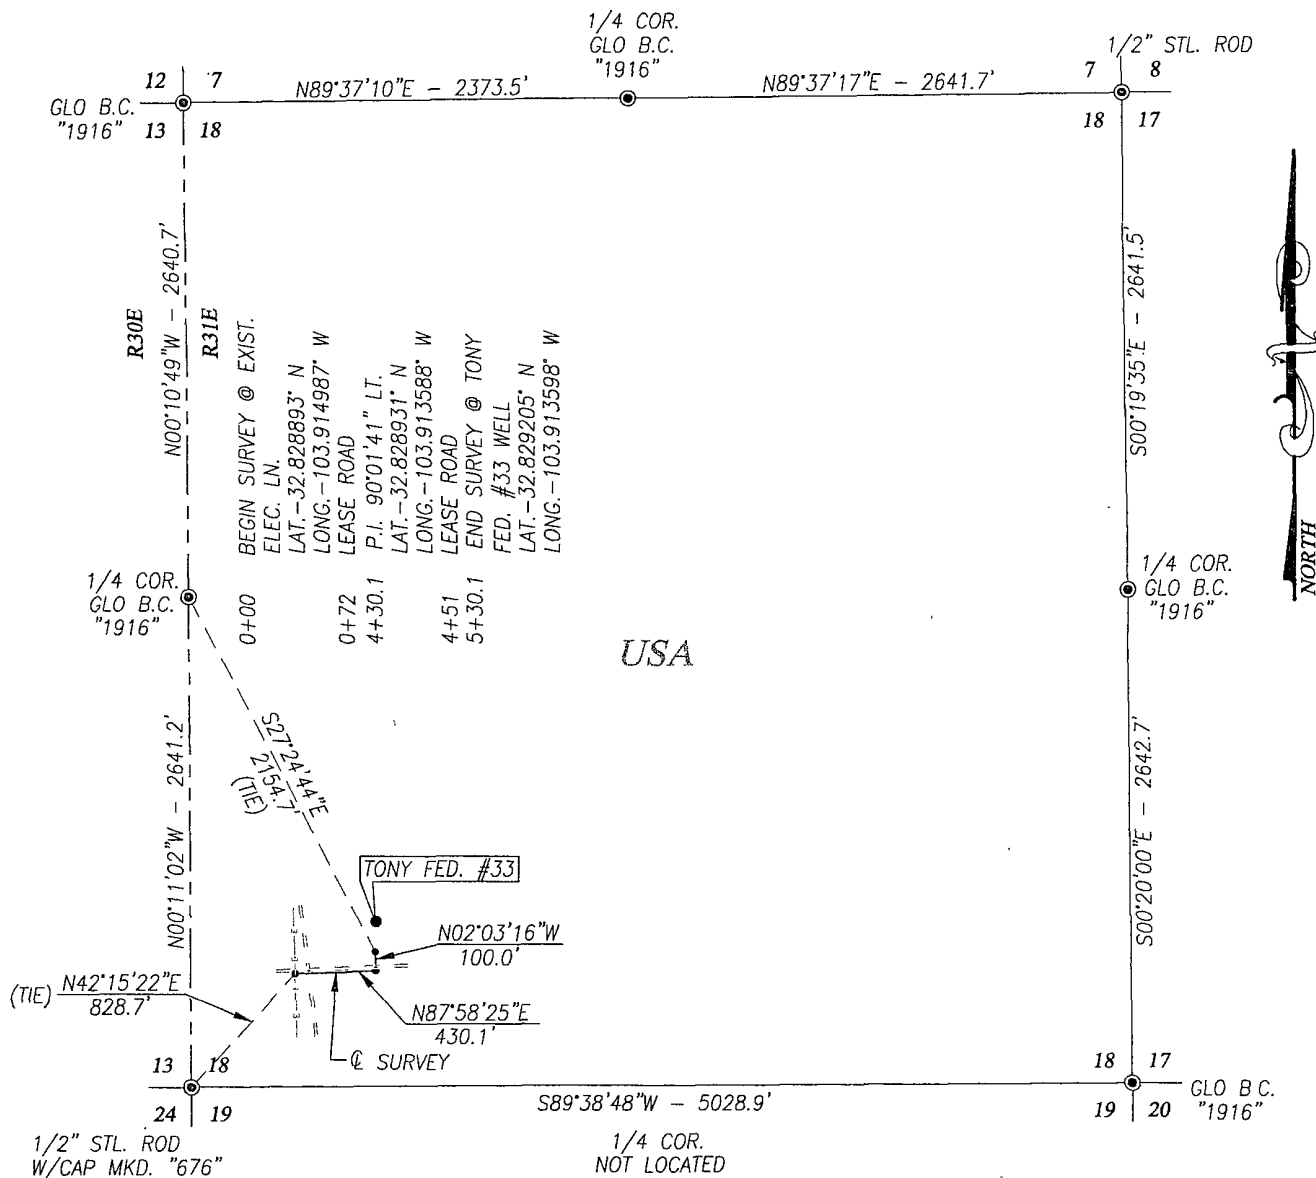 1/4 COR.
GLO B.C.
"1916"
1/2" STL. ROD
12 7
N89°37'10"E - 2373.5'
N89°37'17"E - 2641.7'
7 8
GLO B.C.
"1916"
13 18
18 17
N00°10'49"W - 2640.7'
R30E
R31E
0+00 BEGIN SURVEY @ EXIST.
ELEC. LN.
LAT.-32.828893° N
LONG.-103.914987° W
0+72 LEASE ROAD
4+30.1 P.I. 90°01'41" LT.
LAT.-32.828931° N
LONG.-103.913588° W
4+51 LEASE ROAD
5+30.1 END SURVEY @ TONY
FED. #33 WELL
LAT.-32.829205° N
LONG.-103.913598° W
S00°19'35"E - 2641.5'
NORTH
1/4 COR.
GLO B.C.
"1916"
1/4 COR.
GLO B.C.
"1916"
USA
N00°11'02"W - 2641.2'
S27°24'44"E
2154.7'
(TIE)
S00°20'00"E - 2642.7'
TONY FED. #33
N02°03'16"W
100.0'
(TIE) N42°15'22"E
828.7'
N87°58'25"E
430.1'
℄ SURVEY
13 18
24 19
18 17
19 20
GLO B.C.
"1916"
S89°38'48"W - 5028.9'
1/2" STL. ROD
W/CAP MKD. "676"
1/4 COR.
NOT LOCATED